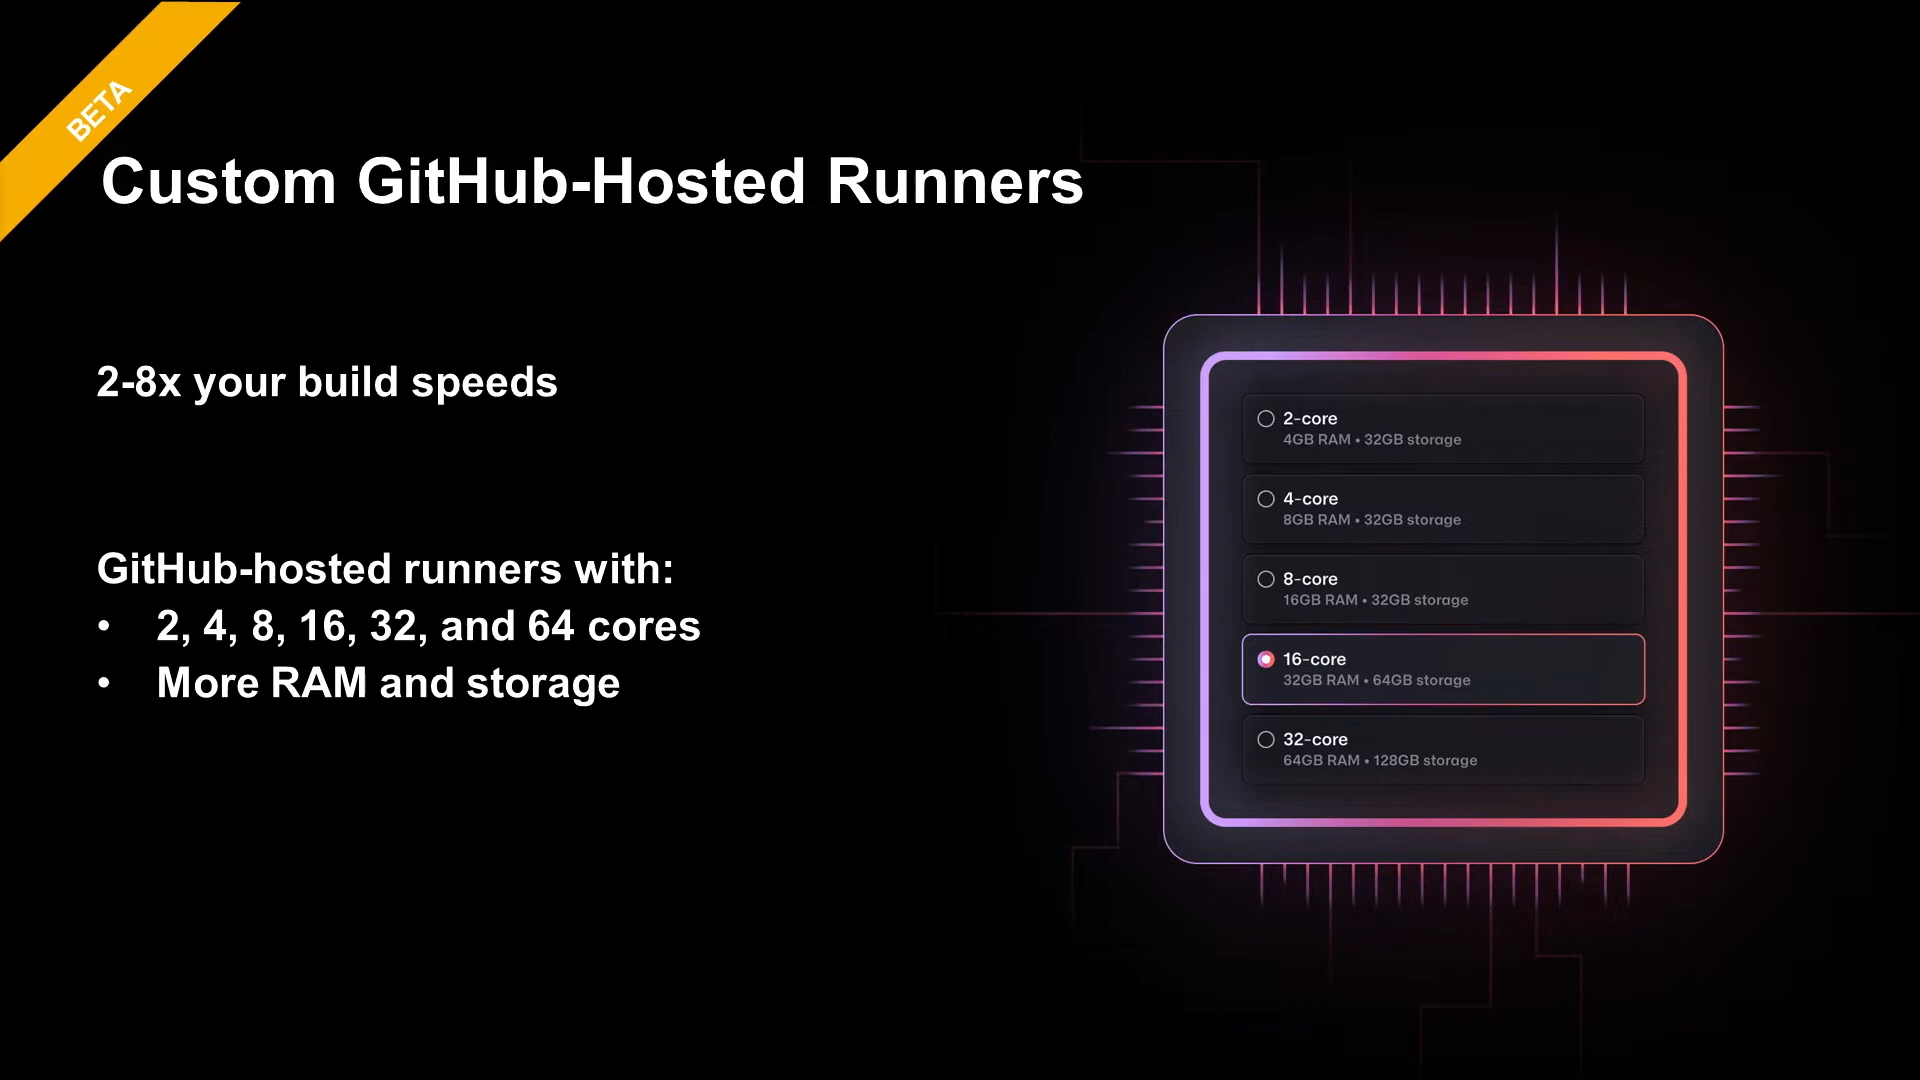 BETA
Custom GitHub-Hosted Runners
2-8x your build speeds
GitHub-hosted runners with:
• 2, 4, 8, 16, 32, and 64 cores
• More RAM and storage
2-core
4GB RAM • 32GB storage
4-core
8GB RAM • 32GB storage
8-core
16GB RAM • 32GB storage
16-core
32GB RAM • 64GB storage
32-core
64GB RAM • 128GB storage